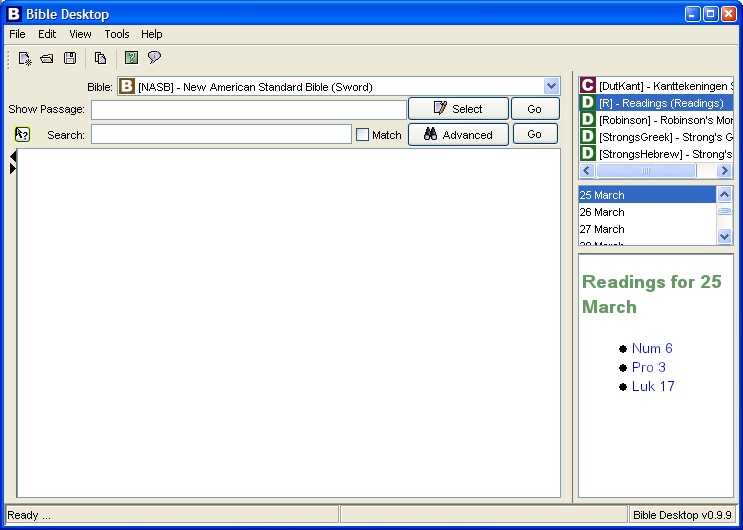 Bible Desktop
File Edit View Tools Help
Bible: [NASB] - New American Standard Bible (Sword)
Show Passage: Select Go
Search: Match Advanced Go
[DutKant] - Kanttekeningen S
[R] - Readings (Readings)
[Robinson] - Robinson's Mor
[StrongsGreek] - Strong's G
[StrongsHebrew] - Strong's
25 March
26 March
27 March
28 March
Readings for 25
March
Num 6
Pro 3
Luk 17
Ready ...
Bible Desktop v0.9.9